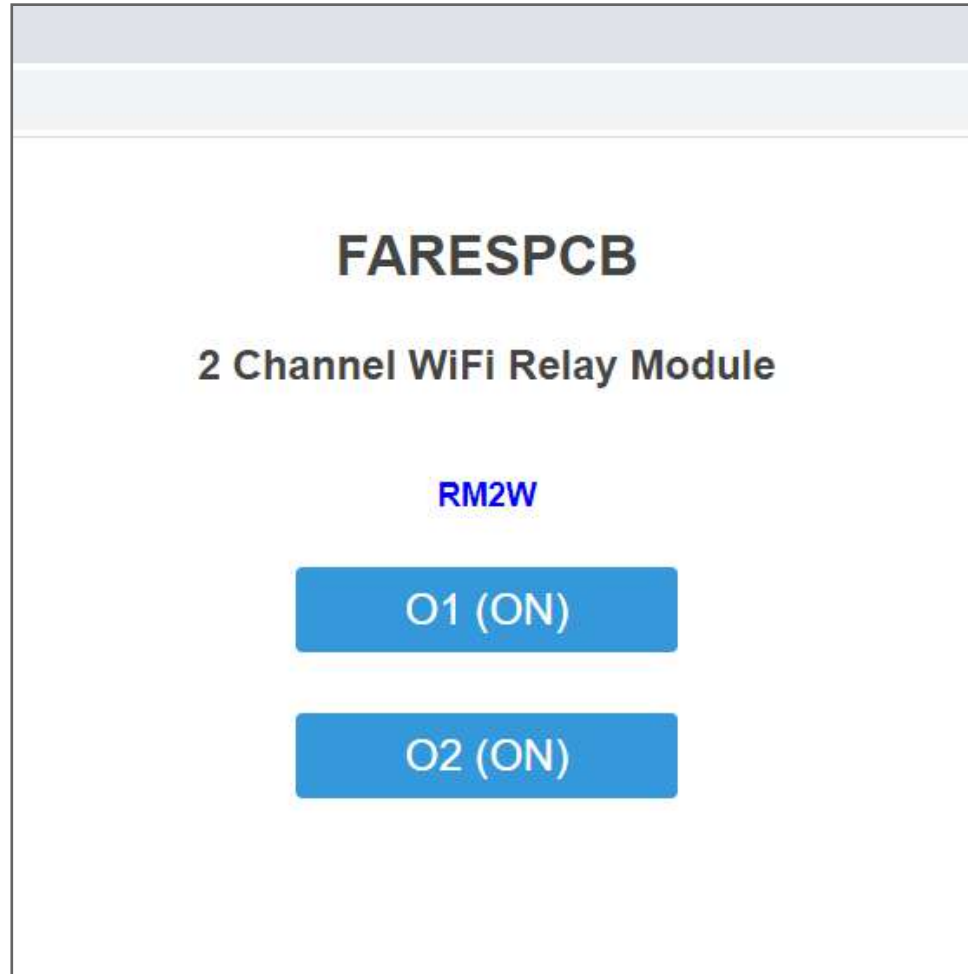 FARESPCB
2 Channel WiFi Relay Module
RM2W
O1 (ON)
O2 (ON)